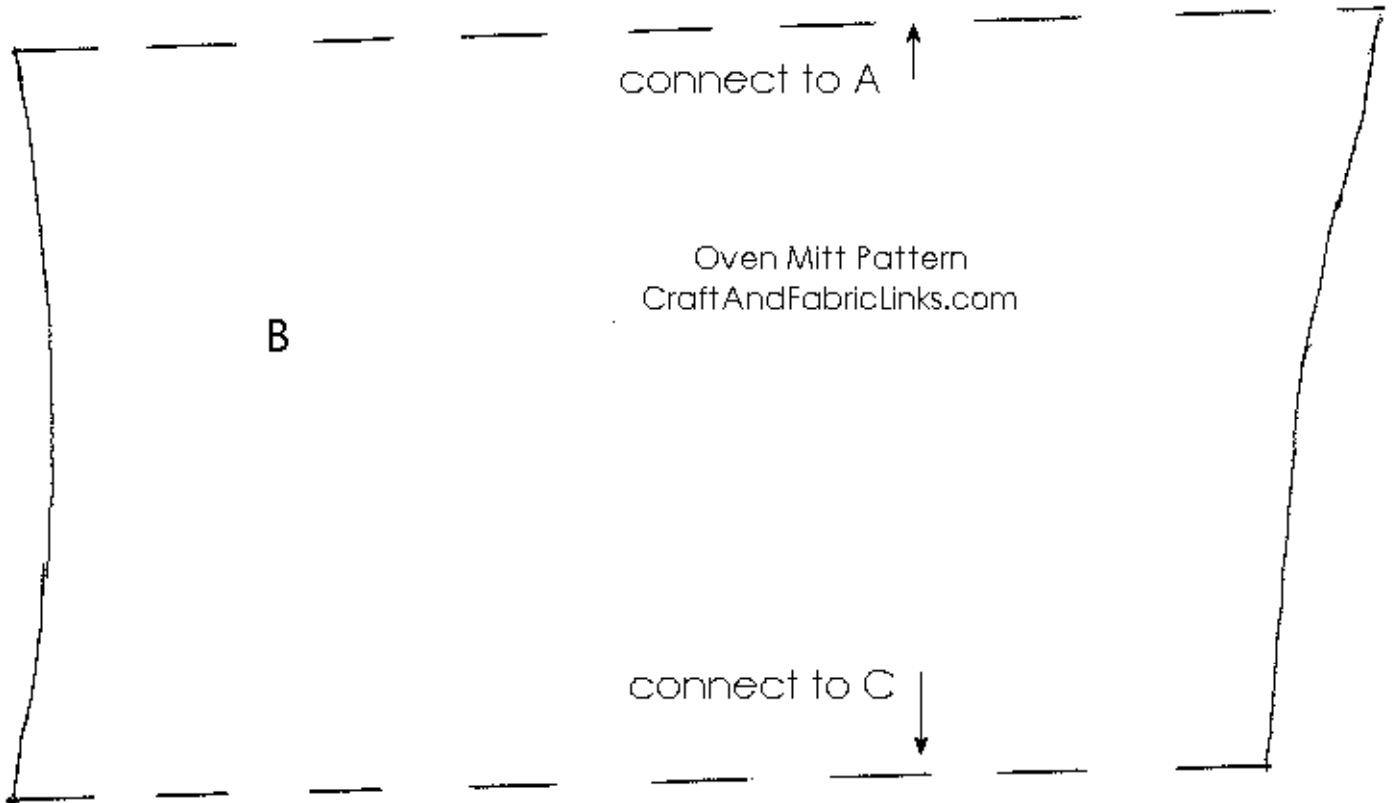 connect to A
Oven Mitt Pattern
CraftAndFabricLinks.com
B
connect to C